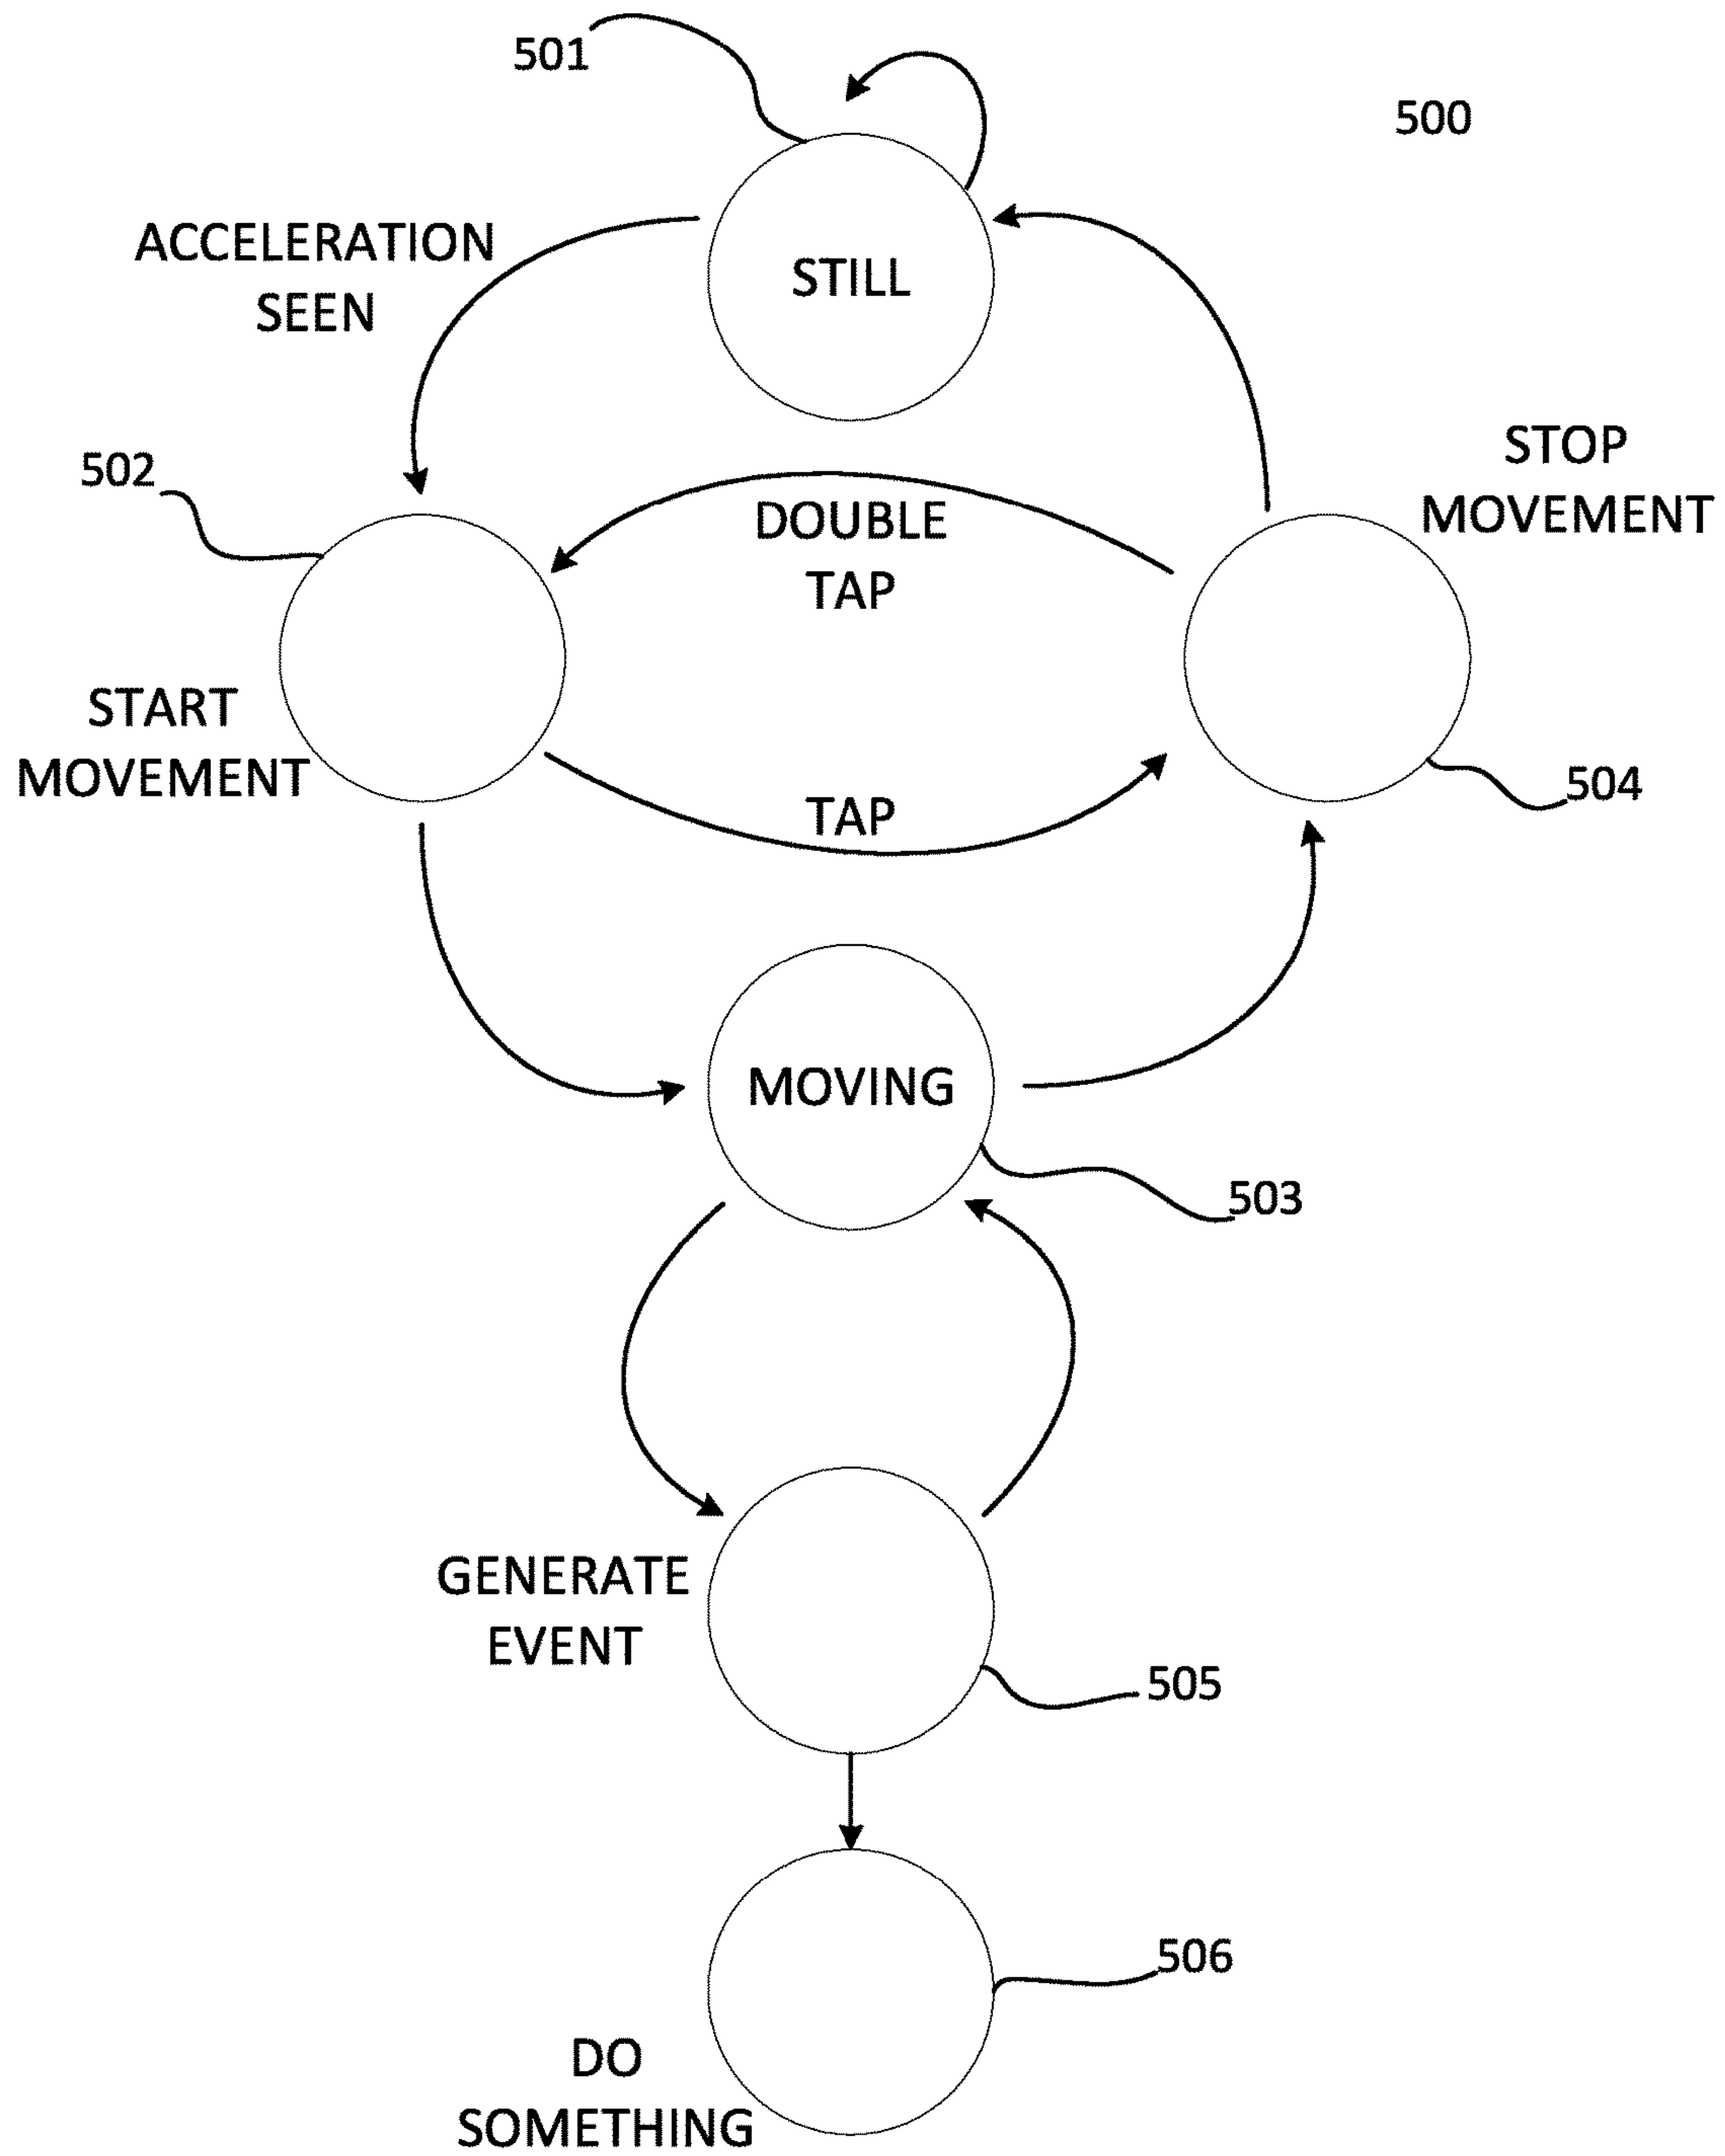 501
500
ACCELERATION
SEEN
STILL
502
STOP
MOVEMENT
DOUBLE
TAP
START
MOVEMENT
TAP
504
MOVING
503
GENERATE
EVENT
505
506
DO
SOMETHING